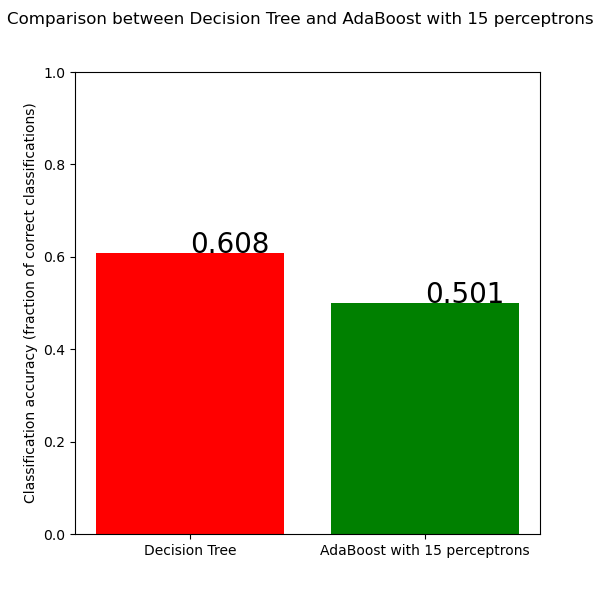 Comparison between Decision Tree and AdaBoost with 15 perceptrons
Classification accuracy (fraction of correct classifications)
1.0
0.8
0.6
0.4
0.2
0.0
0.608
0.501
Decision Tree
AdaBoost with 15 perceptrons